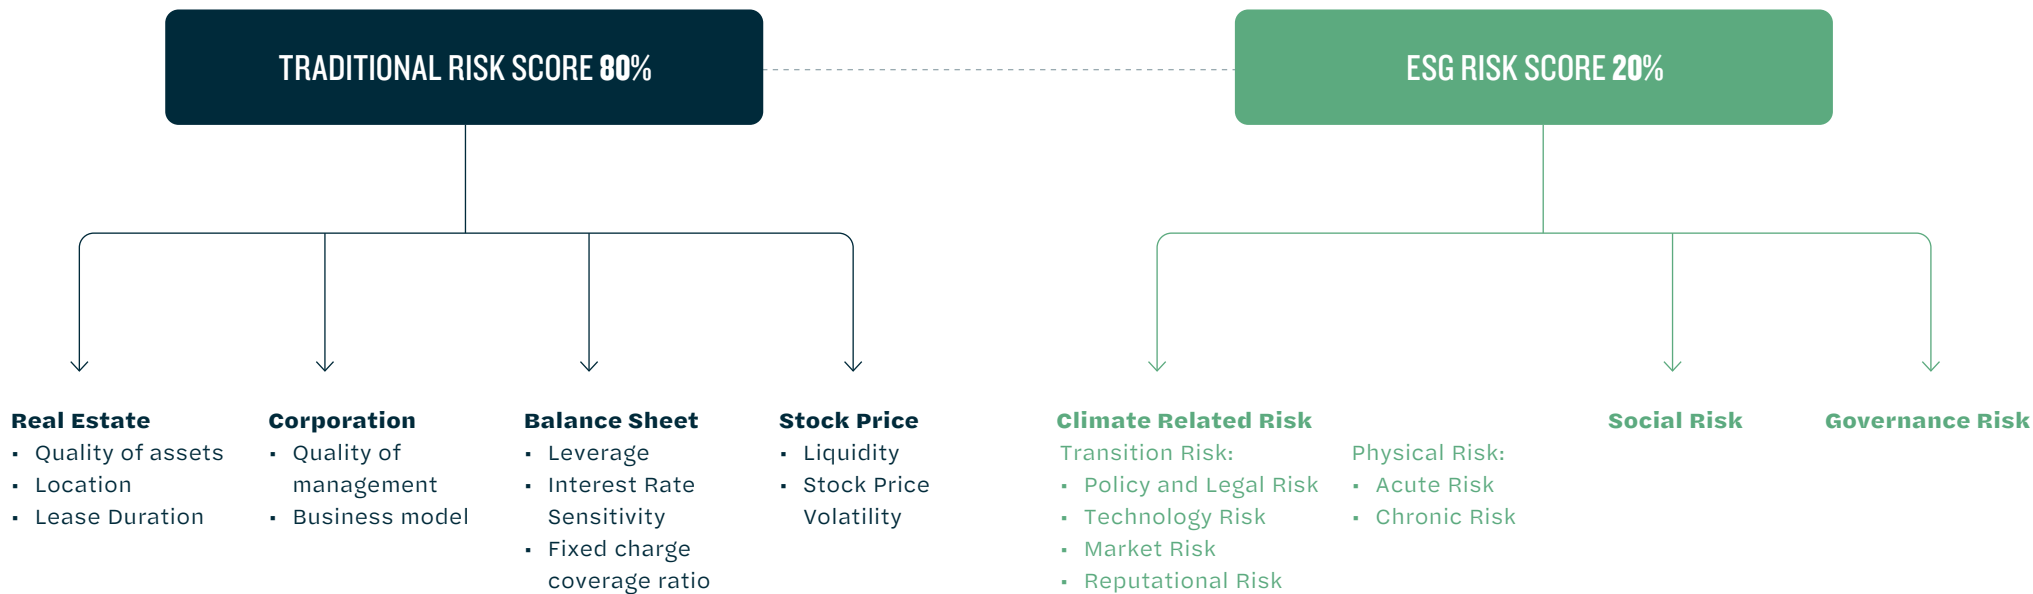 TRADITIONAL RISK SCORE 80%
ESG RISK SCORE 20%
Real Estate
▪ Quality of assets
▪ Location
▪ Lease Duration
Corporation
▪ Quality of
management
▪ Business model
Balance Sheet
▪ Leverage
▪ Interest Rate
Sensitivity
▪ Fixed charge
coverage ratio
Stock Price
▪ Liquidity
▪ Stock Price
Volatility
Climate Related Risk
Transition Risk:
▪ Policy and Legal Risk
▪ Technology Risk
▪ Market Risk
▪ Reputational Risk
Physical Risk:
▪ Acute Risk
▪ Chronic Risk
Social Risk
Governance Risk